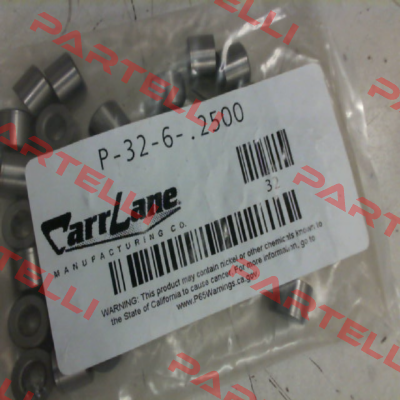 P-32-6-.2500
32
CarrLane
MANUFACTURING CO.
WARNING: This product may contain nickel or other chemicals known to
the State of California to cause cancer. For more information, go to
www.P65Warnings.ca.gov
PARTELLI
PARTELLI
PARTELLI
PARTELLI
PARTELLI
PARTELLI